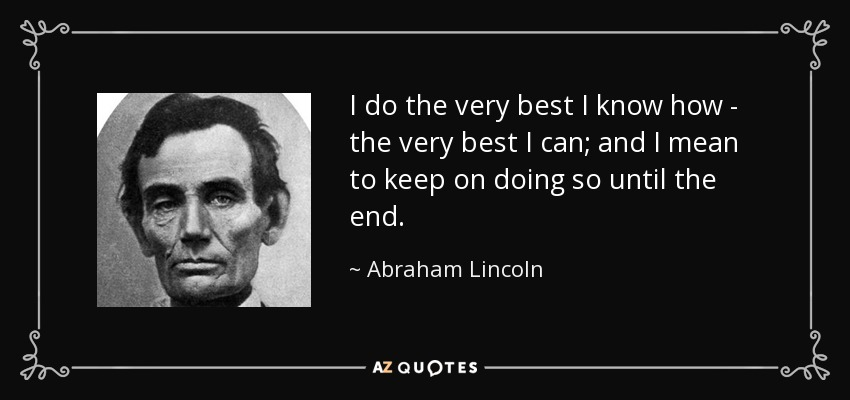 I do the very best I know how -
the very best I can; and I mean
to keep on doing so until the
end.
~ Abraham Lincoln
AZ QUOTES